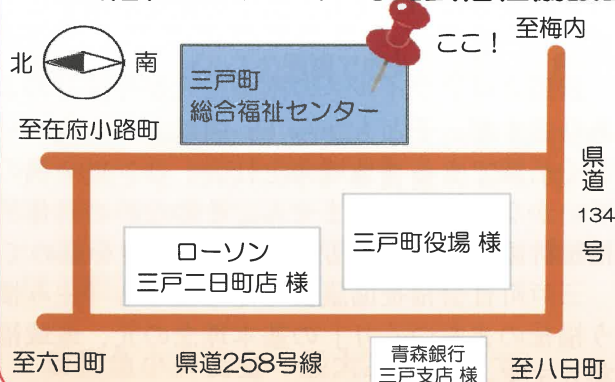 ここ！
至梅内
北
南
三戸町
総合福祉センター
至在府小路町
県道
134
号
ローソン
三戸二日町店 様
三戸町役場 様
至六日町
県道258号線
青森銀行
三戸支店 様
至八日町